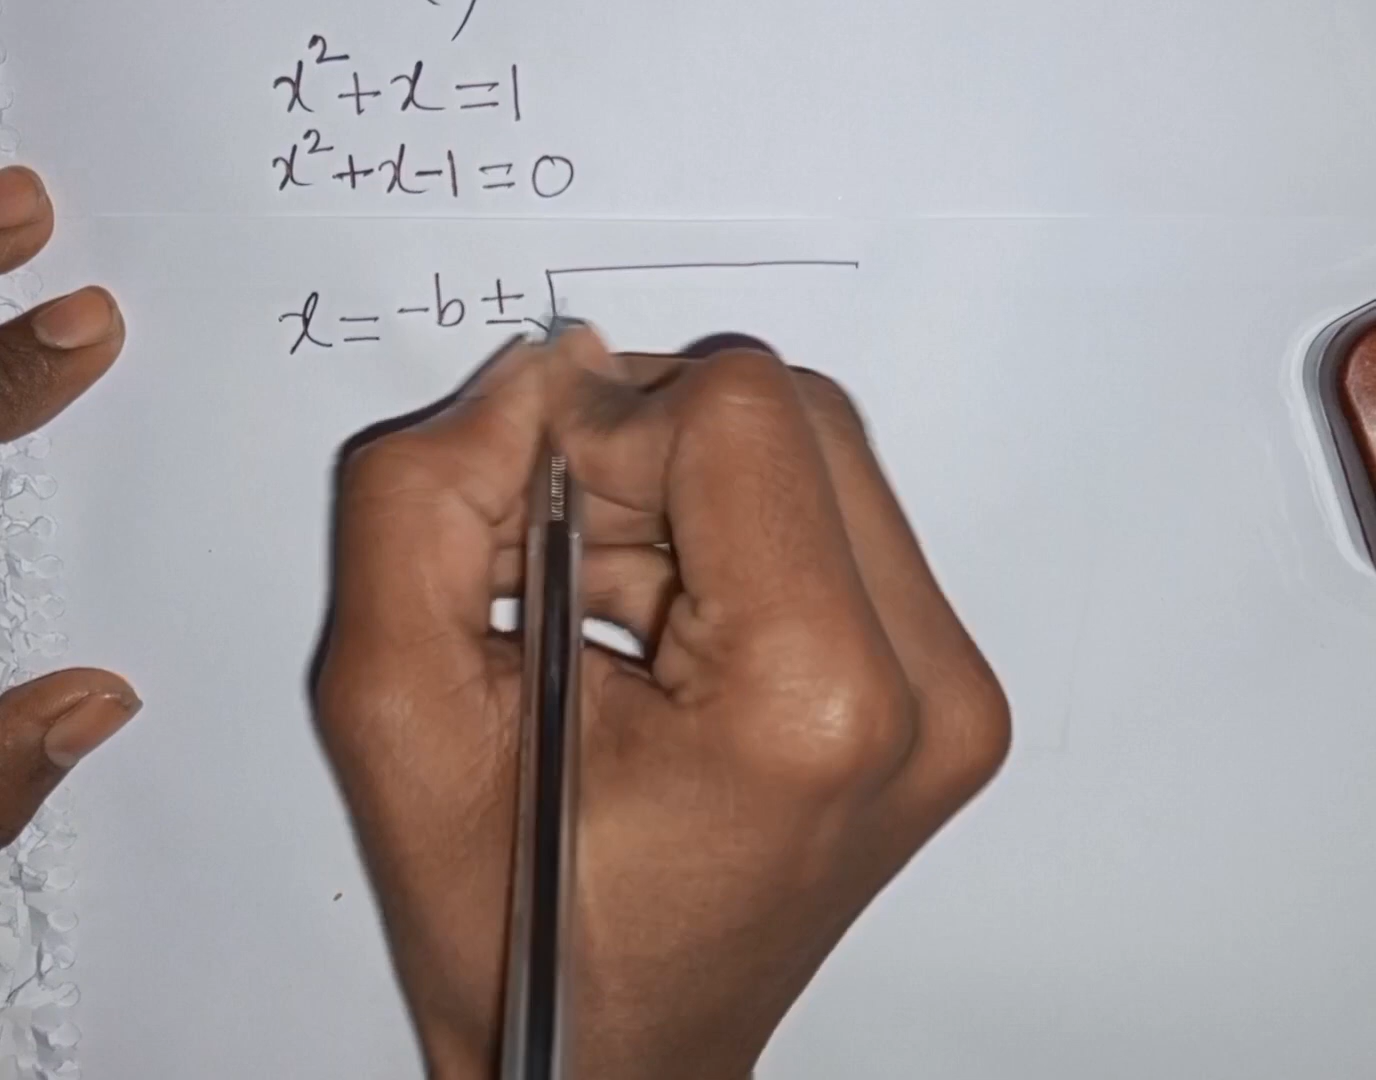 x² + x = 1
x² + x - 1 = 0
x = -b ± √